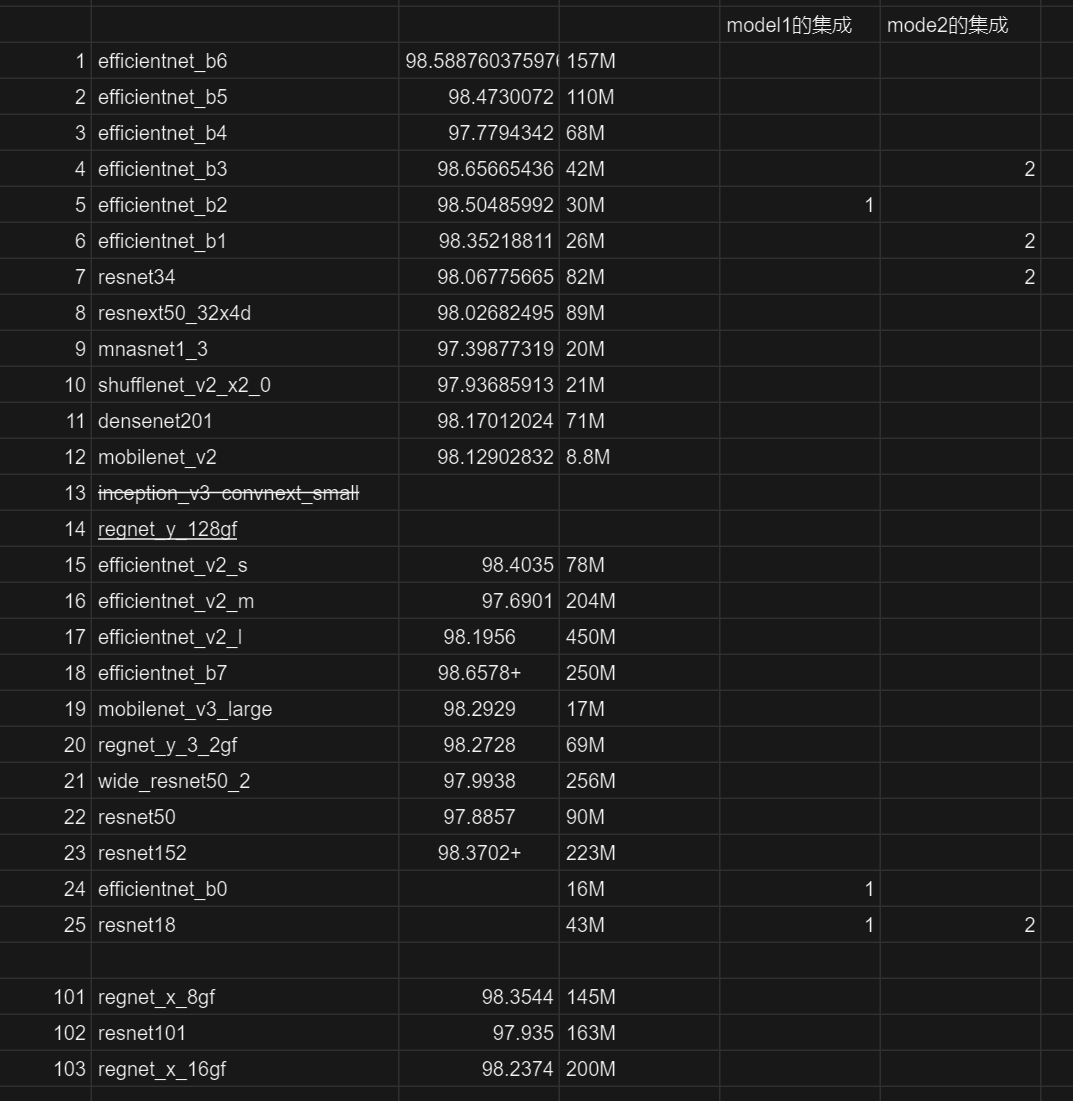 model1的集成 mode2的集成
1 efficientnet_b6 98.588760375976 157M
2 efficientnet_b5 98.4730072 110M
3 efficientnet_b4 97.7794342 68M
4 efficientnet_b3 98.65665436 42M 2
5 efficientnet_b2 98.50485992 30M 1
6 efficientnet_b1 98.35218811 26M 2
7 resnet34 98.06775665 82M 2
8 resnext50_32x4d 98.02682495 89M
9 mnasnet1_3 97.39877319 20M
10 shufflenet_v2_x2_0 97.93685913 21M
11 densenet201 98.17012024 71M
12 mobilenet_v2 98.12902832 8.8M
13 inception_v3 convnext_small
14 regnet_y_128gf
15 efficientnet_v2_s 98.4035 78M
16 efficientnet_v2_m 97.6901 204M
17 efficientnet_v2_l 98.1956 450M
18 efficientnet_b7 98.6578+ 250M
19 mobilenet_v3_large 98.2929 17M
20 regnet_y_3_2gf 98.2728 69M
21 wide_resnet50_2 97.9938 256M
22 resnet50 97.8857 90M
23 resnet152 98.3702+ 223M
24 efficientnet_b0 16M 1
25 resnet18 43M 1 2
101 regnet_x_8gf 98.3544 145M
102 resnet101 97.935 163M
103 regnet_x_16gf 98.2374 200M